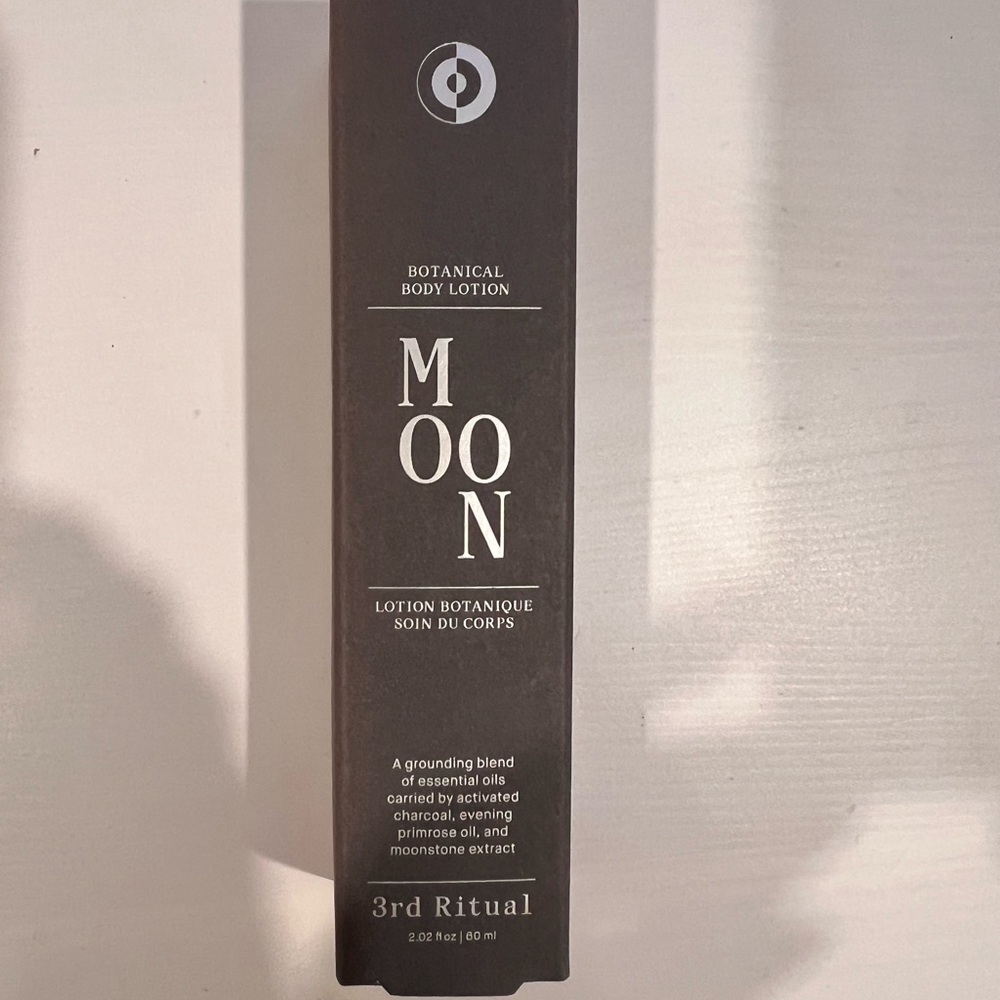 BOTANICAL
BODY LOTION
M
OO
N
LOTION BOTANIQUE
SOIN DU CORPS
A grounding blend
of essential oils
carried by activated
charcoal, evening
primrose oil, and
moonstone extract
3rd Ritual
2.02 fl oz | 60 ml